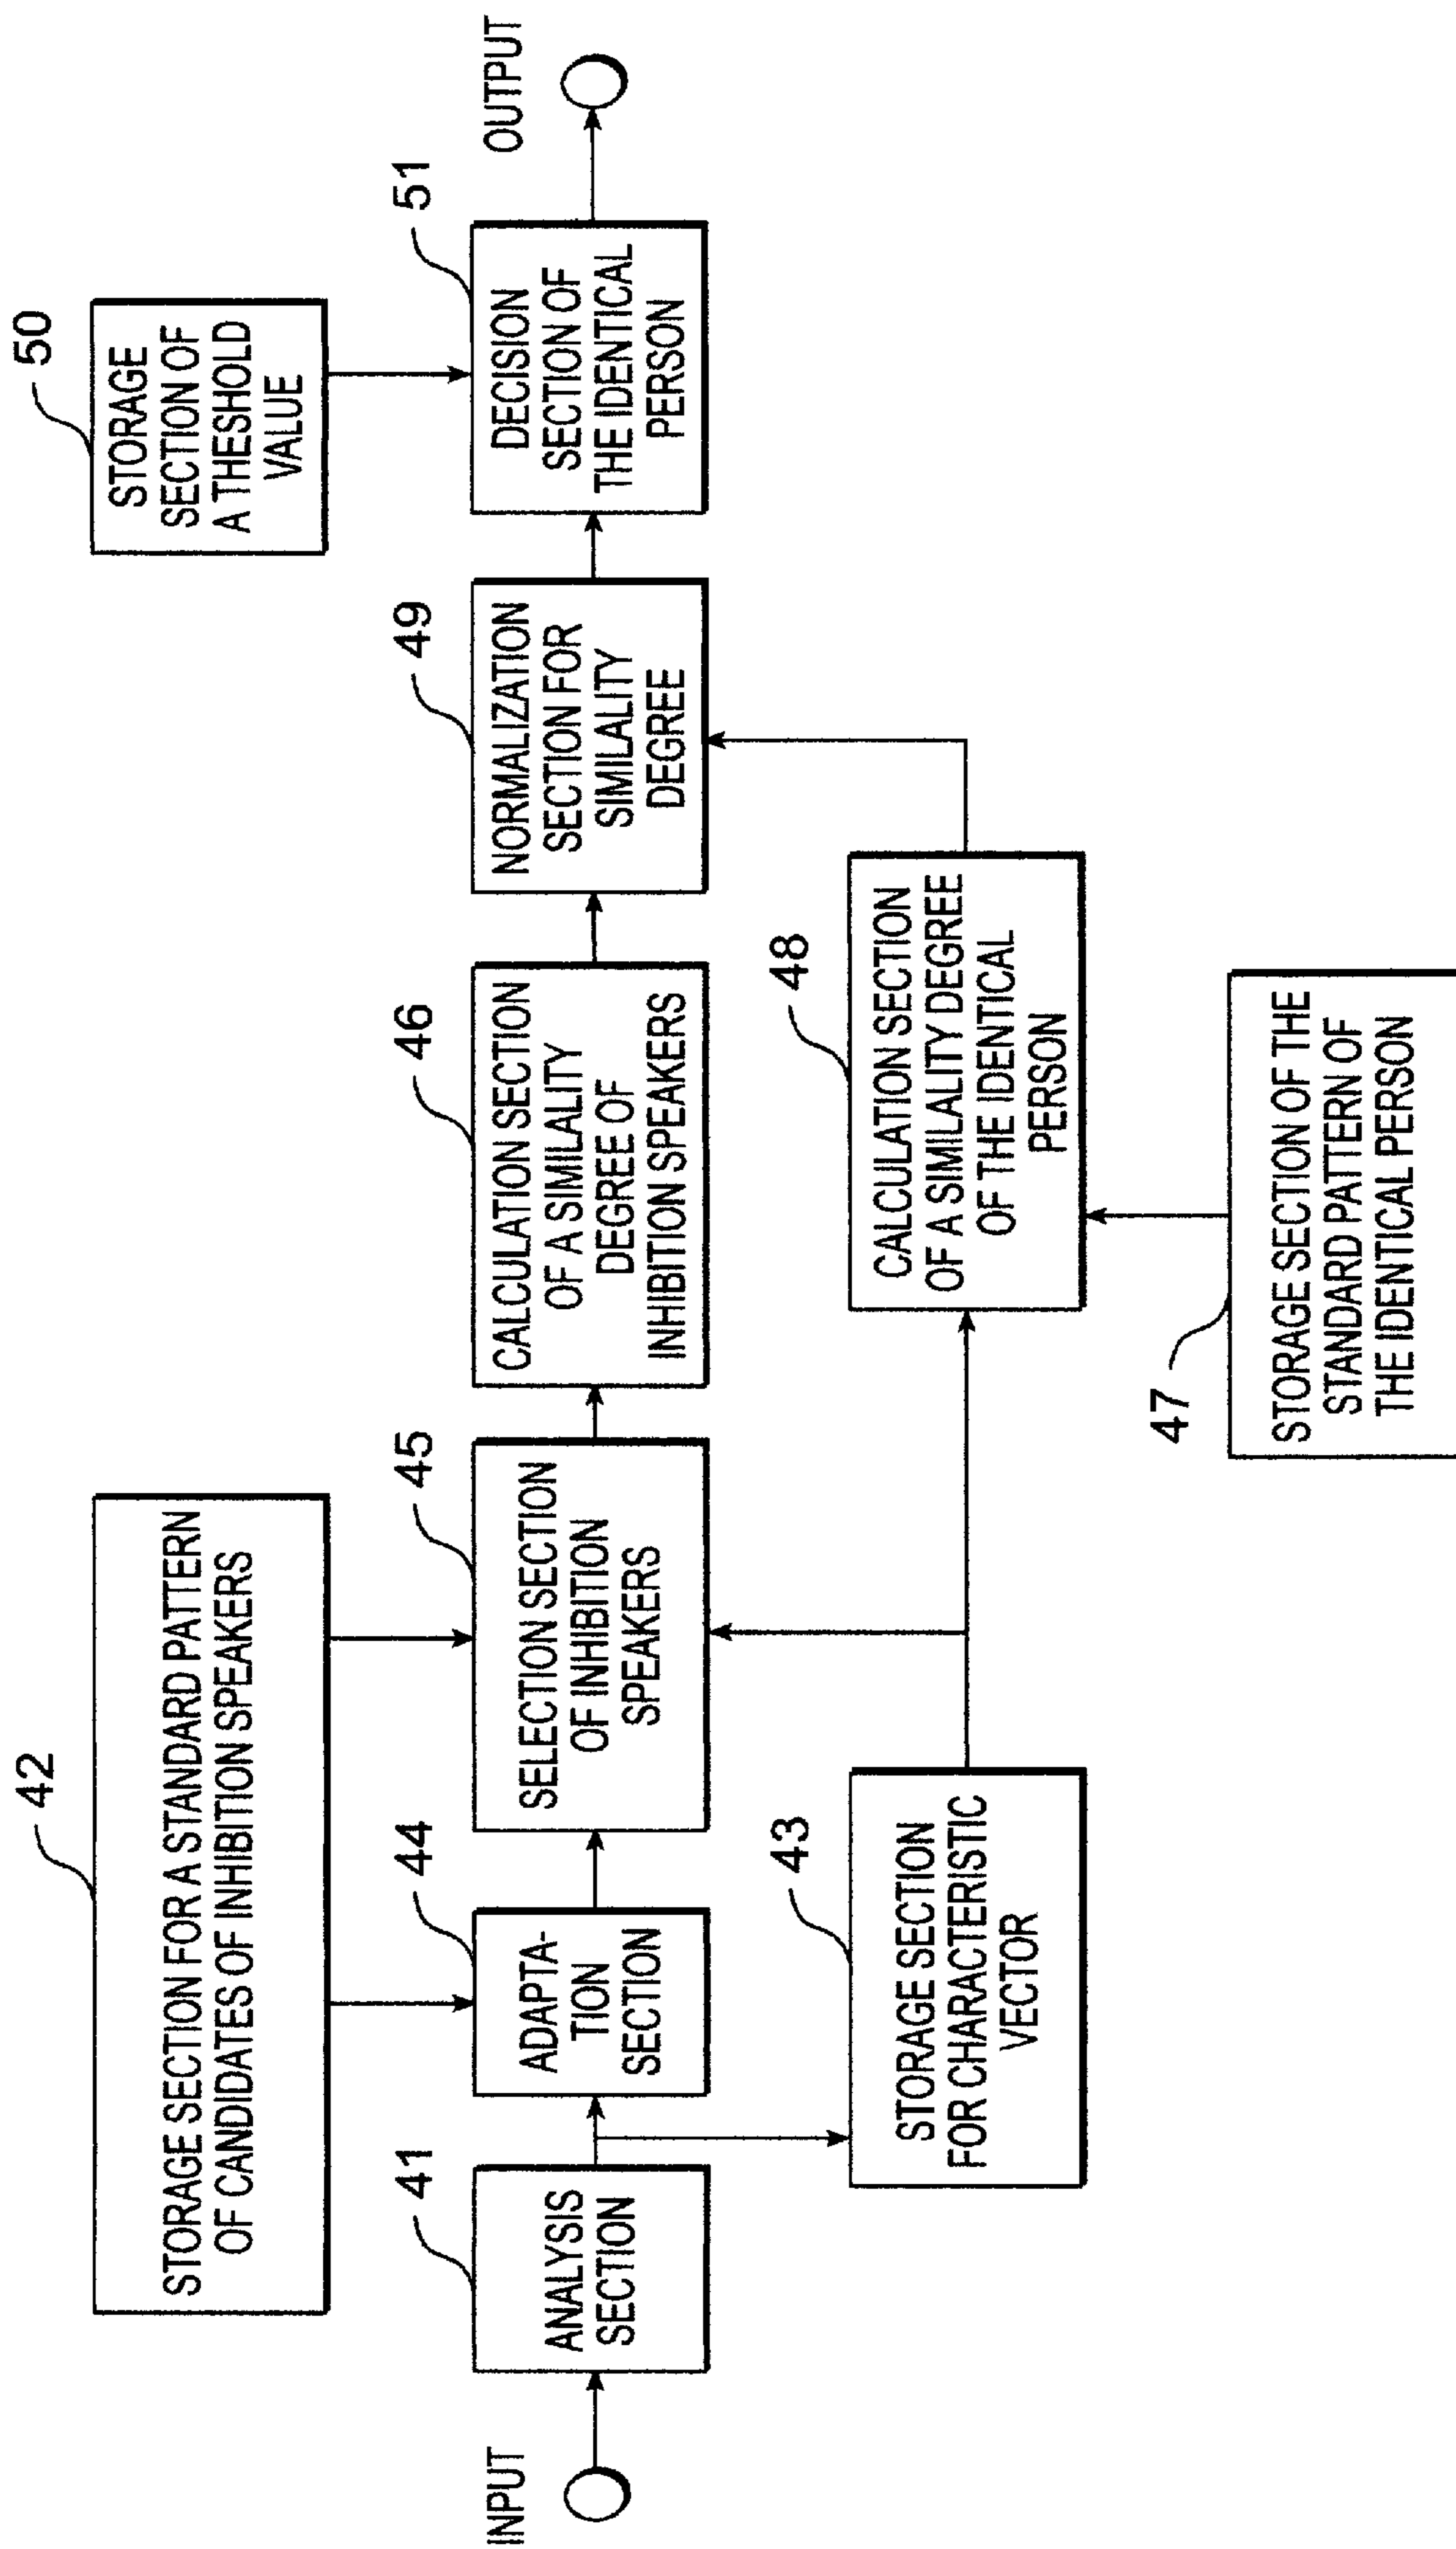 42
STORAGE SECTION FOR A STANDARD PATTERN
OF CANDIDATES OF INHIBITION SPEAKERS
50
STORAGE
SECTION OF
A THESHOLD
VALUE
INPUT
41
ANALYSIS
SECTION
44
ADAPTA-
TION
SECTION
45
SELECTION SECTION
OF INHIBITION
SPEAKERS
46
CALCULATION SECTION
OF A SIMILALITY
DEGREE OF
INHIBITION SPEAKERS
49
NORMALIZATION
SECTION FOR
SIMILALITY
DEGREE
51
DECISION
SECTION OF
THE IDENTICAL
PERSON
OUTPUT
43
STORAGE SECTION
FOR CHARACTERISTIC
VECTOR
48
CALCULATION SECTION
OF A SIMILALITY DEGREE
OF THE IDENTICAL
PERSON
47
STORAGE SECTION OF THE
STANDARD PATTERN OF
THE IDENTICAL PERSON